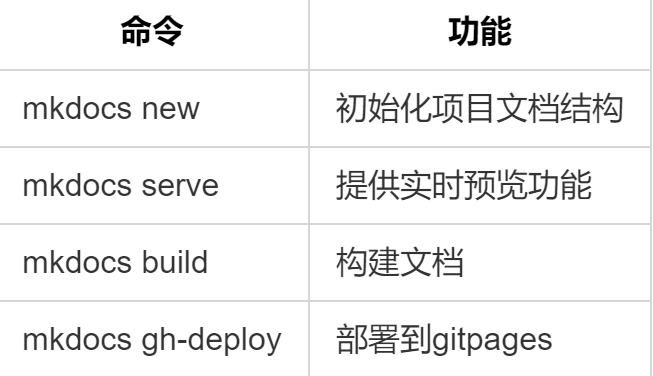 命令 功能
mkdocs new 初始化项目文档结构
mkdocs serve 提供实时预览功能
mkdocs build 构建文档
mkdocs gh-deploy 部署到gitpages